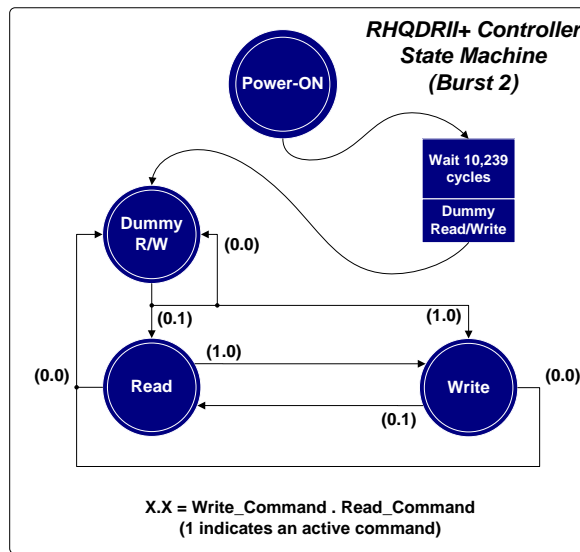 RHQDRII+ Controller
State Machine
(Burst 2)
Power-ON
Wait 10,239
cycles
Dummy
Read/Write
Dummy
R/W
(0.0)
(0.1)
(1.0)
(1.0)
(0.0)
(0.0)
Read
Write
(0.1)
X.X = Write_Command . Read_Command
(1 indicates an active command)